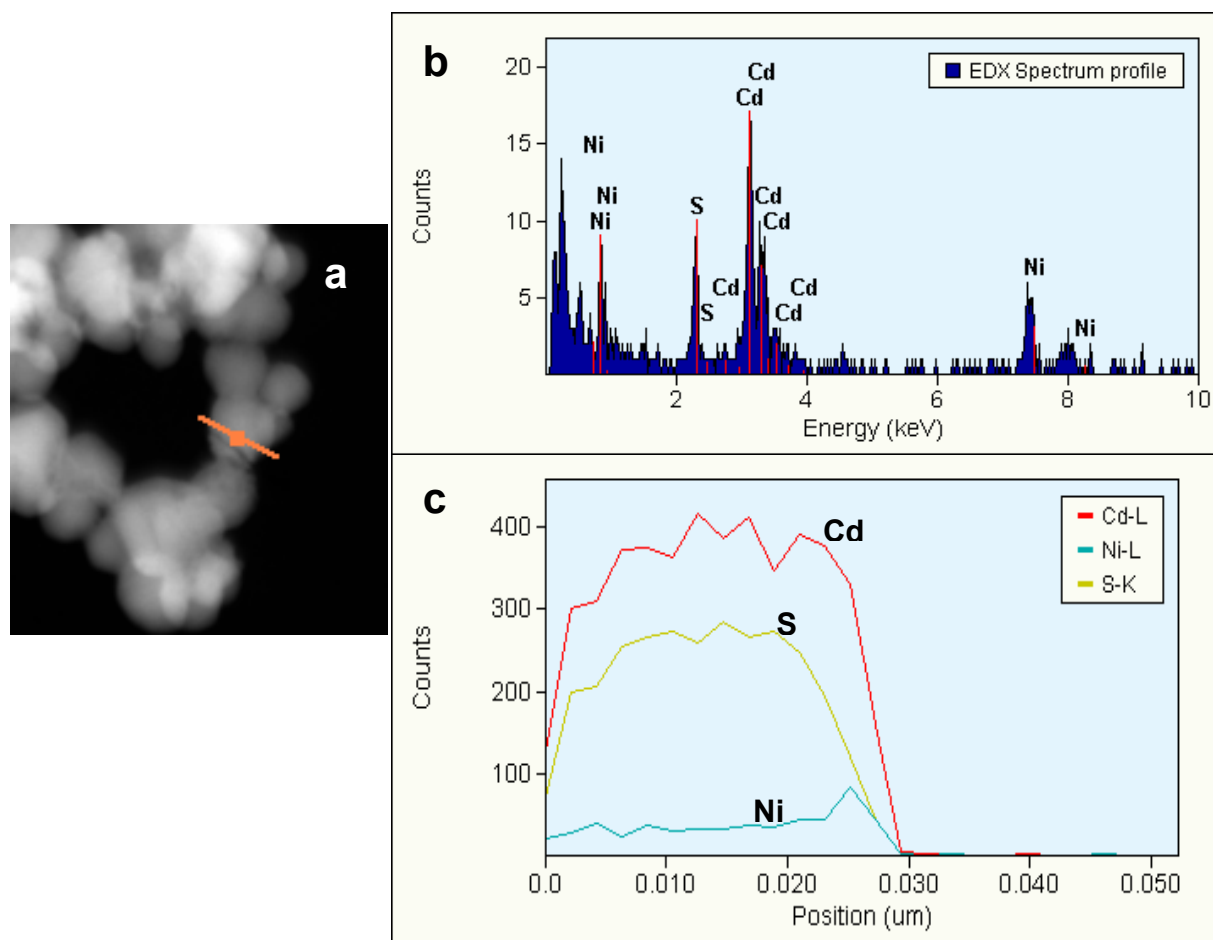 a
b
EDX Spectrum profile
Counts
20
15
10
5
Ni
Ni
Ni
S
S
Cd
Cd
Cd
Cd
Cd
Cd
Cd
Ni
Ni
2 4 6 8 10
Energy (keV)
c
Cd-L
Ni-L
S-K
Counts
400
300
200
100
Cd
S
Ni
0.0 0.010 0.020 0.030 0.040 0.050
Position (um)